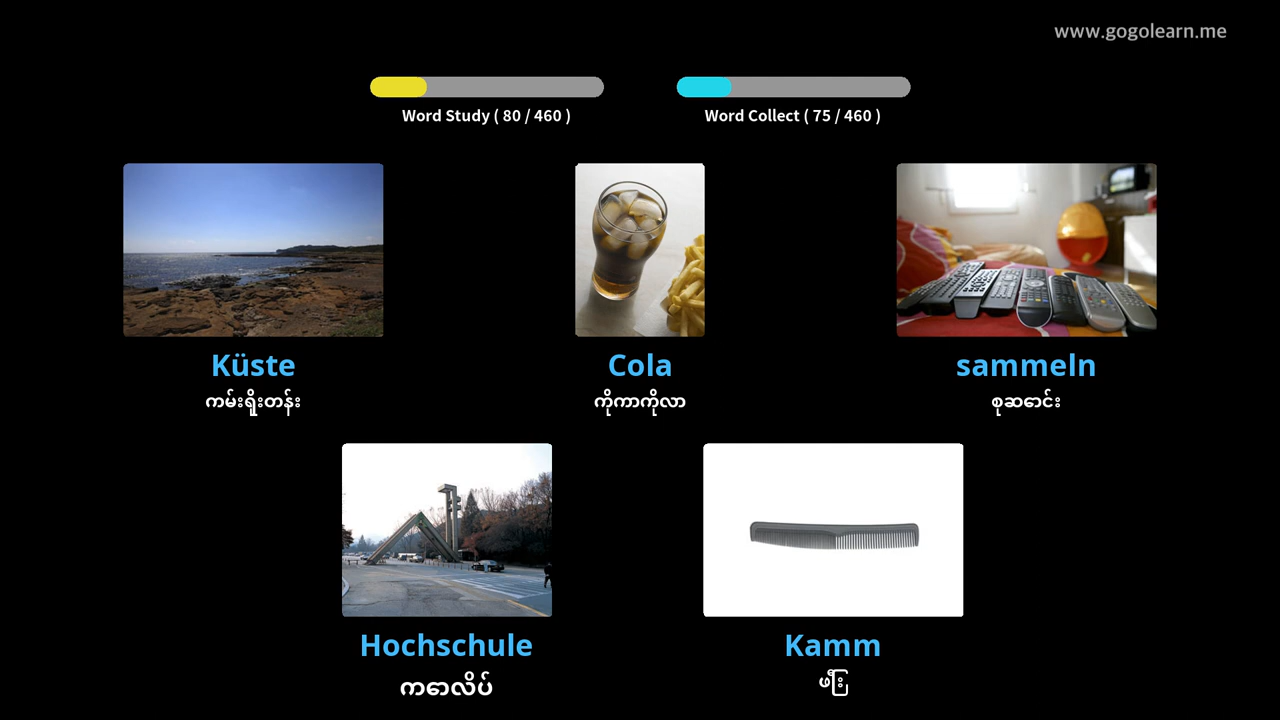 www.gogolearn.me
Word Study ( 80 / 460 )
Word Collect ( 75 / 460 )
Küste
Cola
sammeln
ကမ်းရိုးတန်း
ကိုကာကိုလာ
စုဆောင်း
Hochschule
Kamm
ကောလိပ်
ဖီး